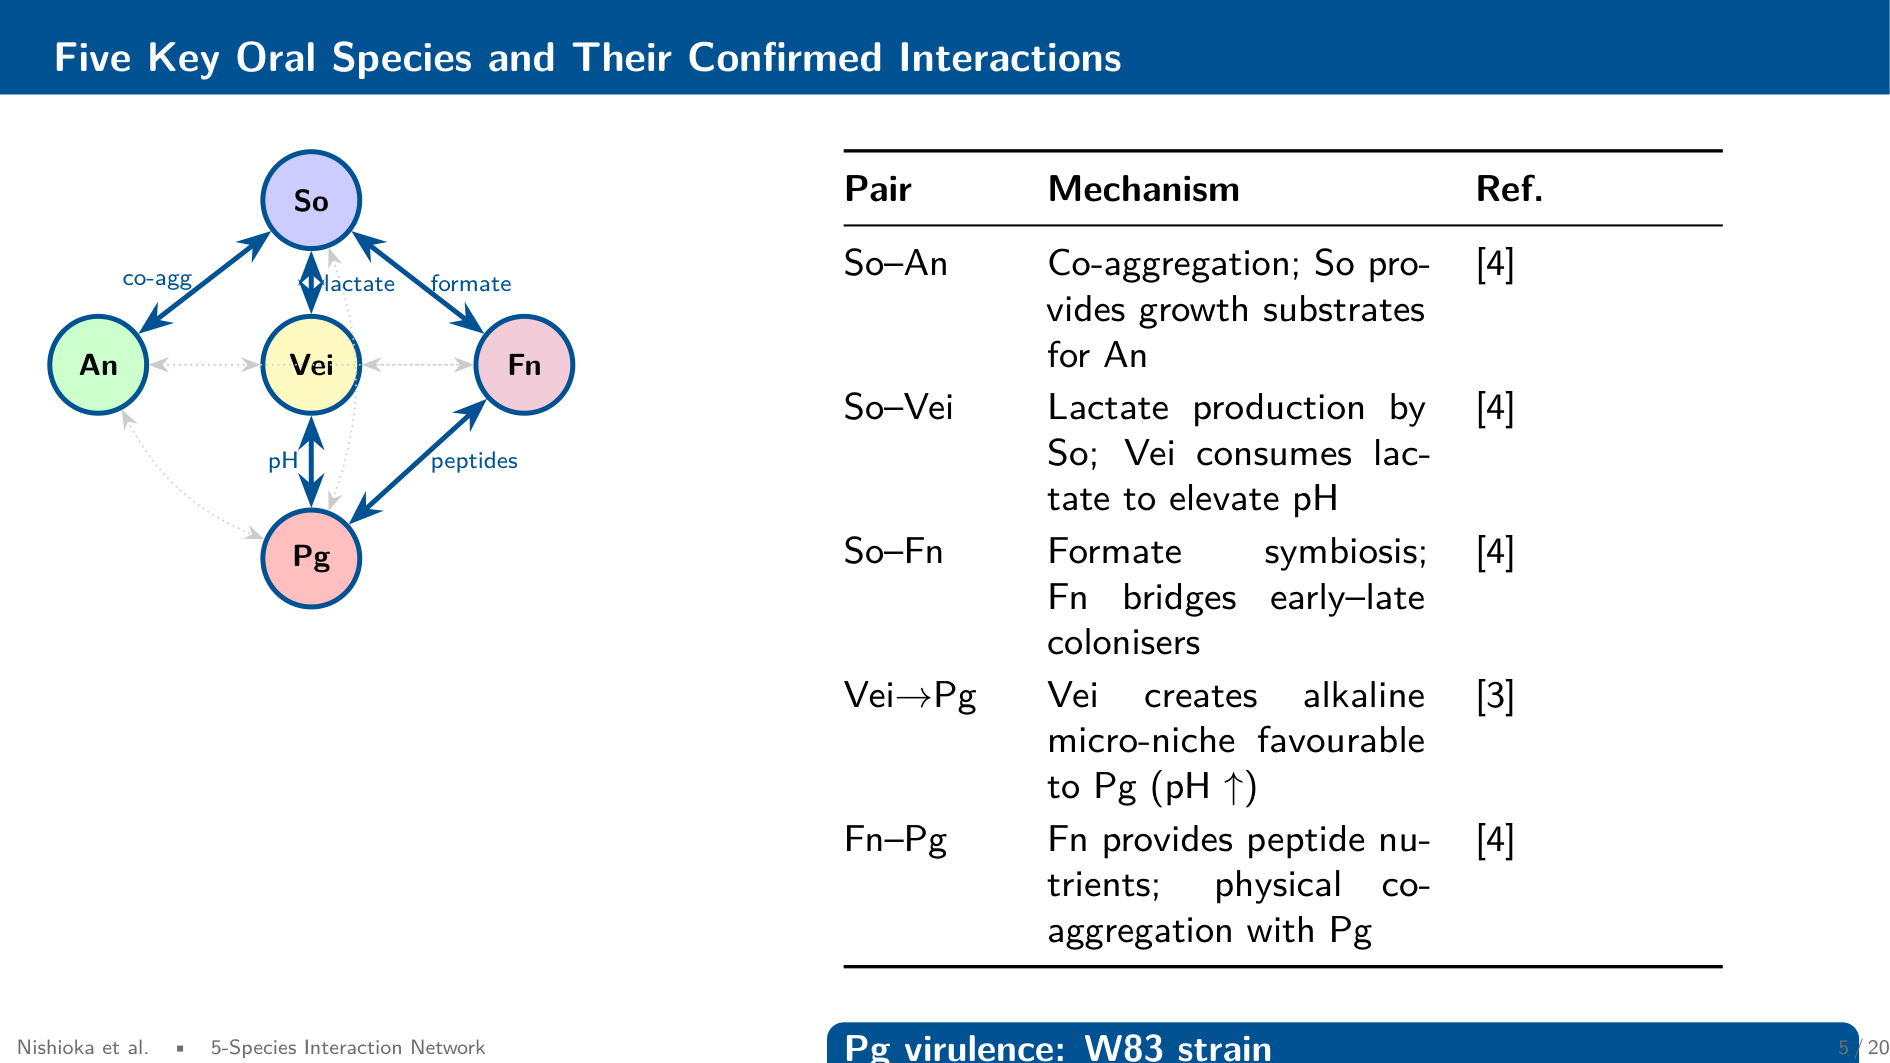 Five Key Oral Species and Their Confirmed Interactions
So
co-agg
lactate
formate
An
Vei
Fn
pH
peptides
Pg
Pair Mechanism Ref.
So–An Co-aggregation; So pro- [4]
vides growth substrates
for An
So–Vei Lactate production by [4]
So; Vei consumes lac-
tate to elevate pH
So–Fn Formate symbiosis; [4]
Fn bridges early–late
colonisers
Vei→Pg Vei creates alkaline [3]
micro-niche favourable
to Pg (pH ↑)
Fn–Pg Fn provides peptide nu- [4]
trients; physical co-
aggregation with Pg
Pg virulence: W83 strain
Nishioka et al. ▪ 5-Species Interaction Network
5 / 20